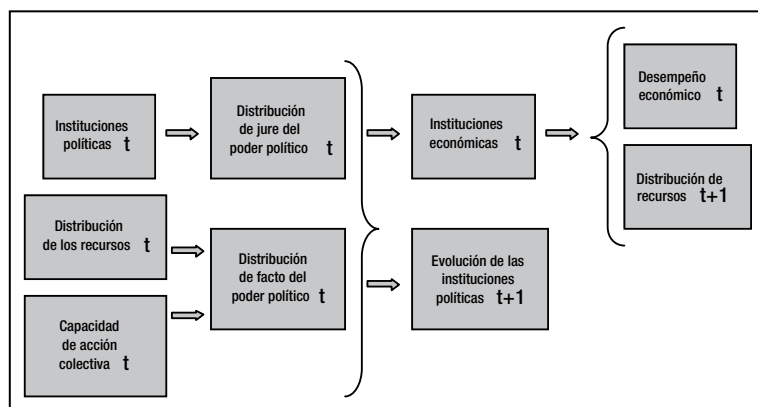 Instituciones
políticas t
Distribución
de jure del
poder político t
Instituciones
económicas t
Desempeño
económico t
Distribución de
recursos t+1
Distribución
de los recursos t
Distribución
de facto del
poder político t
Evolución de las
instituciones
políticas t+1
Capacidad
de acción
colectiva t